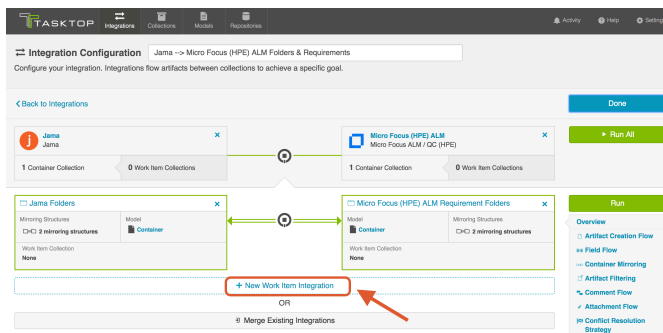 TASKTOP
Integrations
Collections
Models
Repositories
Activity
Help
Setting
Integration Configuration
Jama --> Micro Focus (HPE) ALM Folders & Requirements
Configure your integration. Integrations flow artifacts between collections to achieve a specific goal.
Back to Integrations
Done
Jama
Jama
1 Container Collection
0 Work Item Collections
Micro Focus (HPE) ALM
Micro Focus ALM / QC (HPE)
1 Container Collection
0 Work Item Collections
Run All
Jama Folders
Mirroring Structures
2 mirroring structures
Model
Container
Work Item Collection
None
Micro Focus (HPE) ALM Requirement Folders
Model
Container
Mirroring Structures
2 mirroring structures
Work Item Collection
None
Run
Overview
Artifact Creation Flow
Field Flow
Container Mirroring
Artifact Filtering
Comment Flow
Attachment Flow
Conflict Resolution
Strategy
+ New Work Item Integration
OR
Merge Existing Integrations